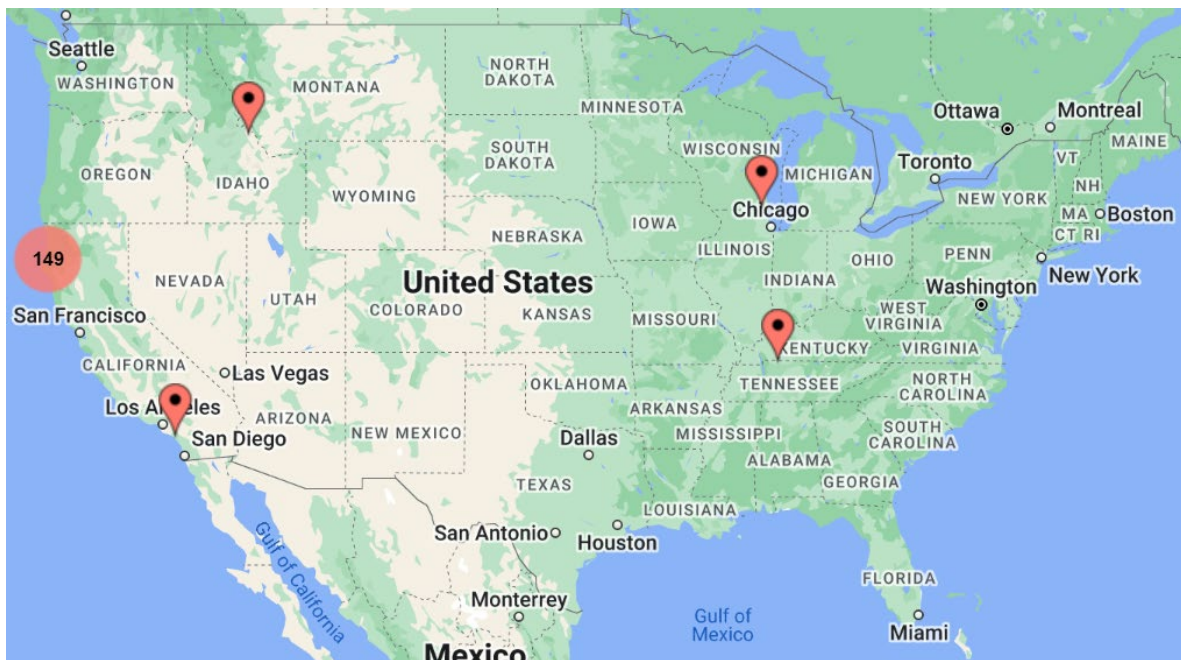 Seattle
WASHINGTON
MONTANA
NORTH
DAKOTA
MINNESOTA
Ottawa
Montreal
MAINE
OREGON
IDAHO
SOUTH
DAKOTA
WISCONSIN
MICHIGAN
Toronto
VT
NH
WYOMING
NEW YORK
MA
Boston
CT RI
Chicago
IOWA
NEBRASKA
ILLINOIS
149
NEVADA
UTAH
United States
COLORADO
KANSAS
MISSOURI
INDIANA
OHIO
PENN
New York
Washington
WEST
VIRGINIA
San Francisco
CALIFORNIA
KENTUCKY
VIRGINIA
Las Vegas
OKLAHOMA
TENNESSEE
NORTH
CAROLINA
Los Angeles
ARIZONA
NEW MEXICO
ARKANSAS
San Diego
Dallas
MISSISSIPPI
SOUTH
CAROLINA
ALABAMA
GEORGIA
TEXAS
LOUISIANA
San Antonio
Houston
Gulf of California
FLORIDA
Monterrey
Gulf of
Mexico
Miami
Mexico